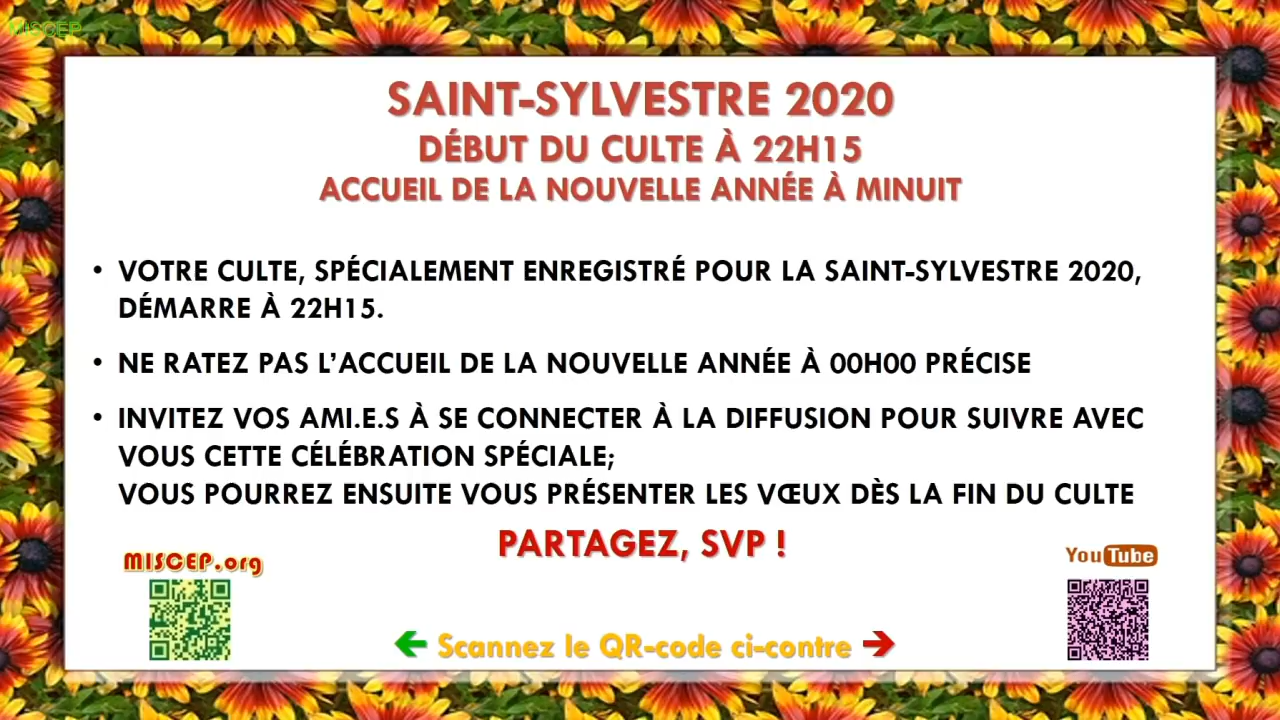 MISCEP
SAINT-SYLVESTRE 2020
DÉBUT DU CULTE À 22H15
ACCUEIL DE LA NOUVELLE ANNÉE À MINUIT
• VOTRE CULTE, SPÉCIALEMENT ENREGISTRÉ POUR LA SAINT-SYLVESTRE 2020,
DÉMARRE À 22H15.
• NE RATEZ PAS L’ACCUEIL DE LA NOUVELLE ANNÉE À 00H00 PRÉCISE
• INVITEZ VOS AMI.E.S À SE CONNECTER À LA DIFFUSION POUR SUIVRE AVEC
VOUS CETTE CÉLÉBRATION SPÉCIALE;
VOUS POURREZ ENSUITE VOUS PRÉSENTER LES VŒUX DÈS LA FIN DU CULTE
PARTAGEZ, SVP !
MISCEP.org
YouTube
Scannez le QR-code ci-contre